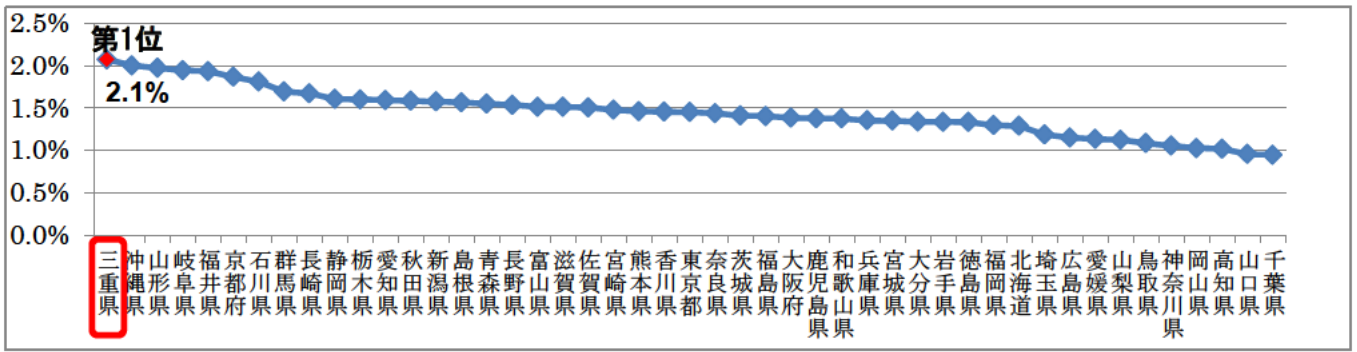 2.5%
第1位
2.0%
2.1%
1.5%
1.0%
0.5%
0.0%
三重県
沖縄県
山形県
岐阜県
福井県
京都府
石川県
群馬県
長崎県
静岡県
栃木県
愛知県
秋田県
新潟県
島根県
青森県
長野県
富山県
滋賀県
佐賀県
宮崎県
熊本県
香川県
東京都
奈良県
茨城県
福島県
大阪府
鹿児島県
和歌山県
兵庫県
宮城県
大分県
岩手県
徳島県
福岡県
北海道
埼玉県
広島県
愛媛県
山梨県
鳥取県
神奈川県
岡山県
高知県
山口県
千葉県